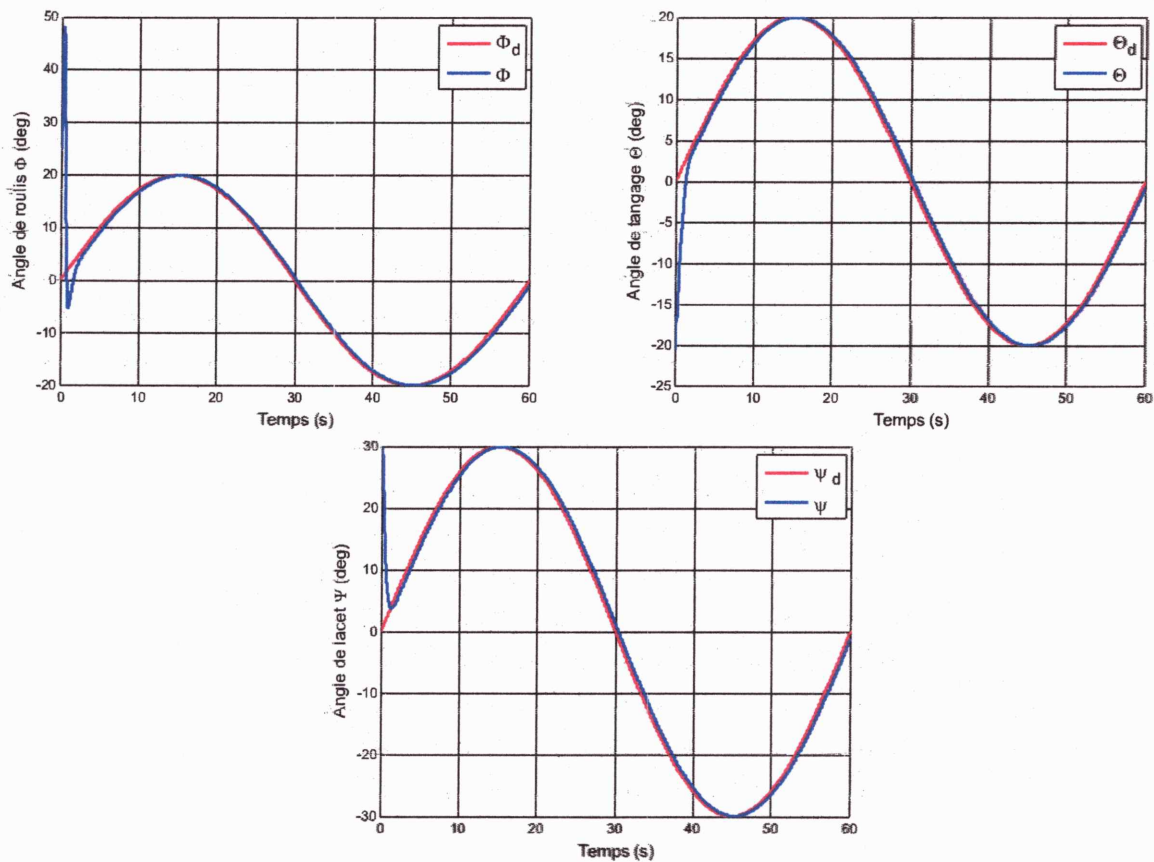 50
40
30
20
10
0
-10
-20
0 10 20 30 40 50 60
Angle de roulis Φ (deg)
Temps (s)
Φd
Φ
20
15
10
5
0
-5
-10
-15
-20
-25
0 10 20 30 40 50 60
Angle de tangage Θ (deg)
Temps (s)
Θd
Θ
30
20
10
0
-10
-20
-30
0 10 20 30 40 50 60
Angle de lacet Ψ (deg)
Temps (s)
ψ d
ψ